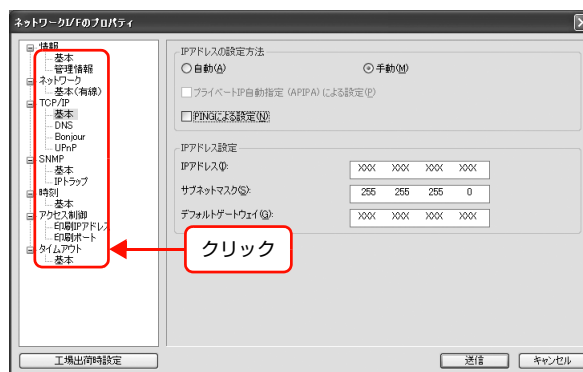 ネットワークI/Fのプロパティ
情報
基本
管理情報
ネットワーク
基本(有線)
TCP/IP
基本
DNS
Bonjour
UPnP
SNMP
基本
IPトラップ
時刻
基本
アクセス制御
印刷IPアドレス
印刷ポート
タイムアウト
基本
クリック
IPアドレスの設定方法
自動(A) 手動(M)
プライベートIP自動指定 (APIPA) による設定(P)
PINGによる設定(N)
IPアドレス設定
IPアドレス(I): XXX XXX XXX XXX
サブネットマスク(S): 255 255 255 0
デフォルトゲートウェイ(G): XXX XXX XXX XXX
工場出荷時設定 送信 キャンセル